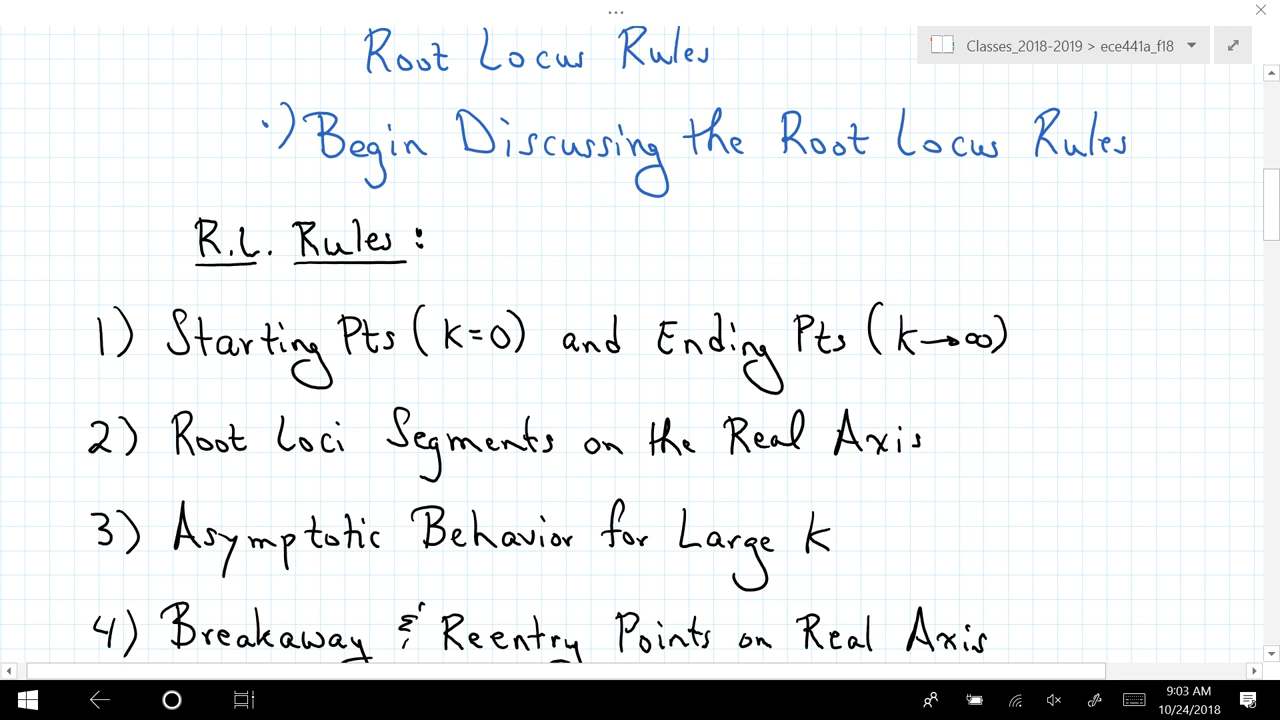 Root Locus Rules
Classes_2018-2019 > ece441a_f18
·) Begin Discussing the Root Locus Rules
R.L. Rules:
1) Starting Pts (k=0) and Ending Pts (k→∞)
2) Root Loci Segments on the Real Axis
3) Asymptotic Behavior for Large k
4) Breakaway & Reentry Points on Real Axis
9:03 AM
10/24/2018